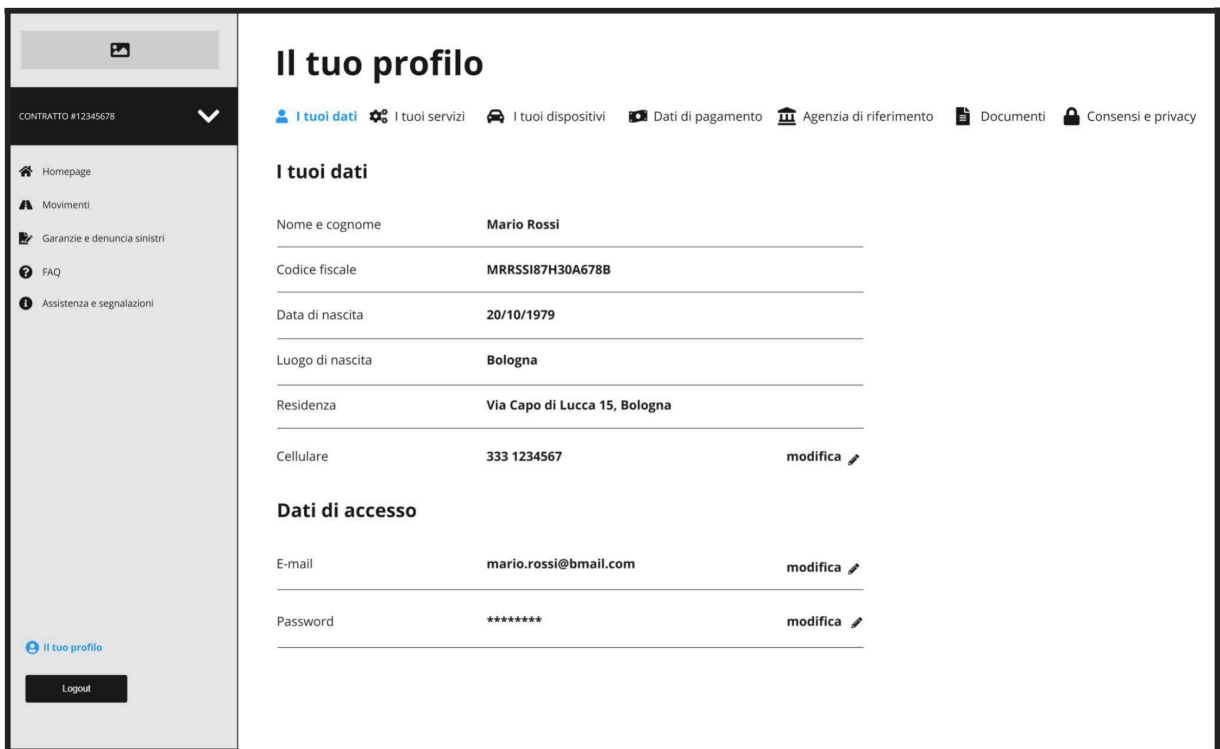 CONTRATTO #12345678
Homepage
Movimenti
Garanzie e denuncia sinistri
FAQ
Assistenza e segnalazioni
Il tuo profilo
Logout
Il tuo profilo
I tuoi dati I tuoi servizi I tuoi dispositivi Dati di pagamento Agenzia di riferimento Documenti Consensi e privacy
I tuoi dati
Nome e cognome Mario Rossi
Codice fiscale MRRSSI87H30A678B
Data di nascita 20/10/1979
Luogo di nascita Bologna
Residenza Via Capo di Lucca 15, Bologna
Cellulare 333 1234567 modifica
Dati di accesso
E-mail mario.rossi@bmail.com modifica
Password ******** modifica